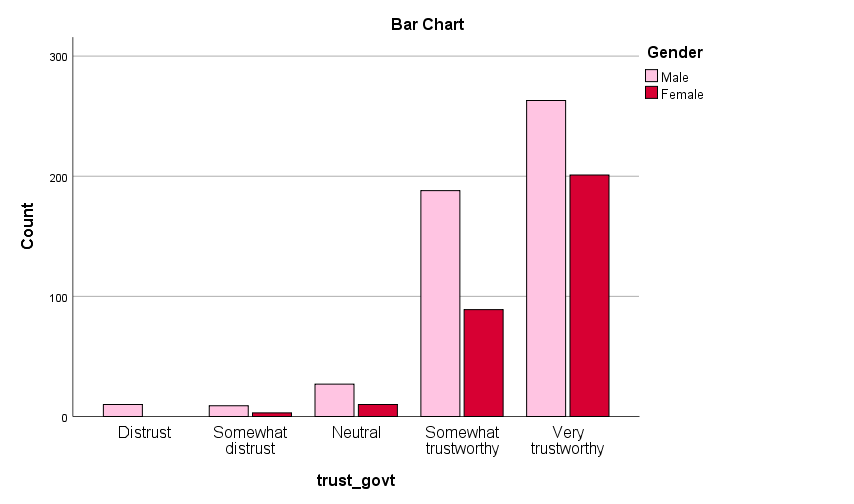 Bar Chart
Gender
Male
Female
Count
300
200
100
0
Distrust
Somewhat
distrust
Neutral
Somewhat
trustworthy
Very
trustworthy
trust_govt